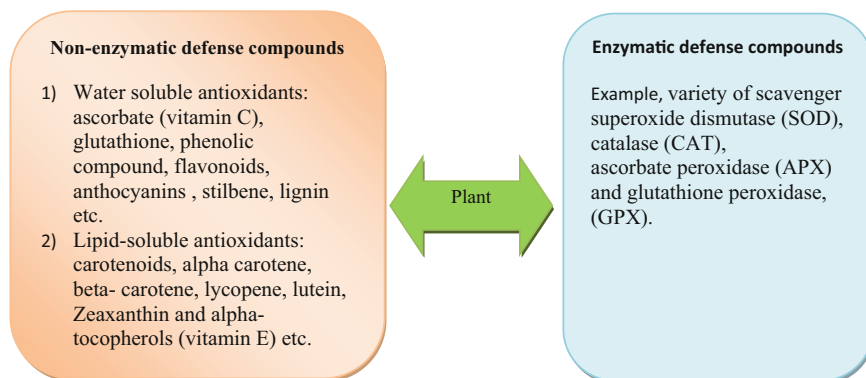 Non-enzymatic defense compounds
1) Water soluble antioxidants:
ascorbate (vitamin C),
glutathione, phenolic
compound, flavonoids,
anthocyanins , stilbene, lignin
etc.
2) Lipid-soluble antioxidants:
carotenoids, alpha carotene,
beta- carotene, lycopene, lutein,
Zeaxanthin and alpha-
tocopherols (vitamin E) etc.
Plant
Enzymatic defense compounds
Example, variety of scavenger
superoxide dismutase (SOD),
catalase (CAT),
ascorbate peroxidase (APX)
and glutathione peroxidase,
(GPX).